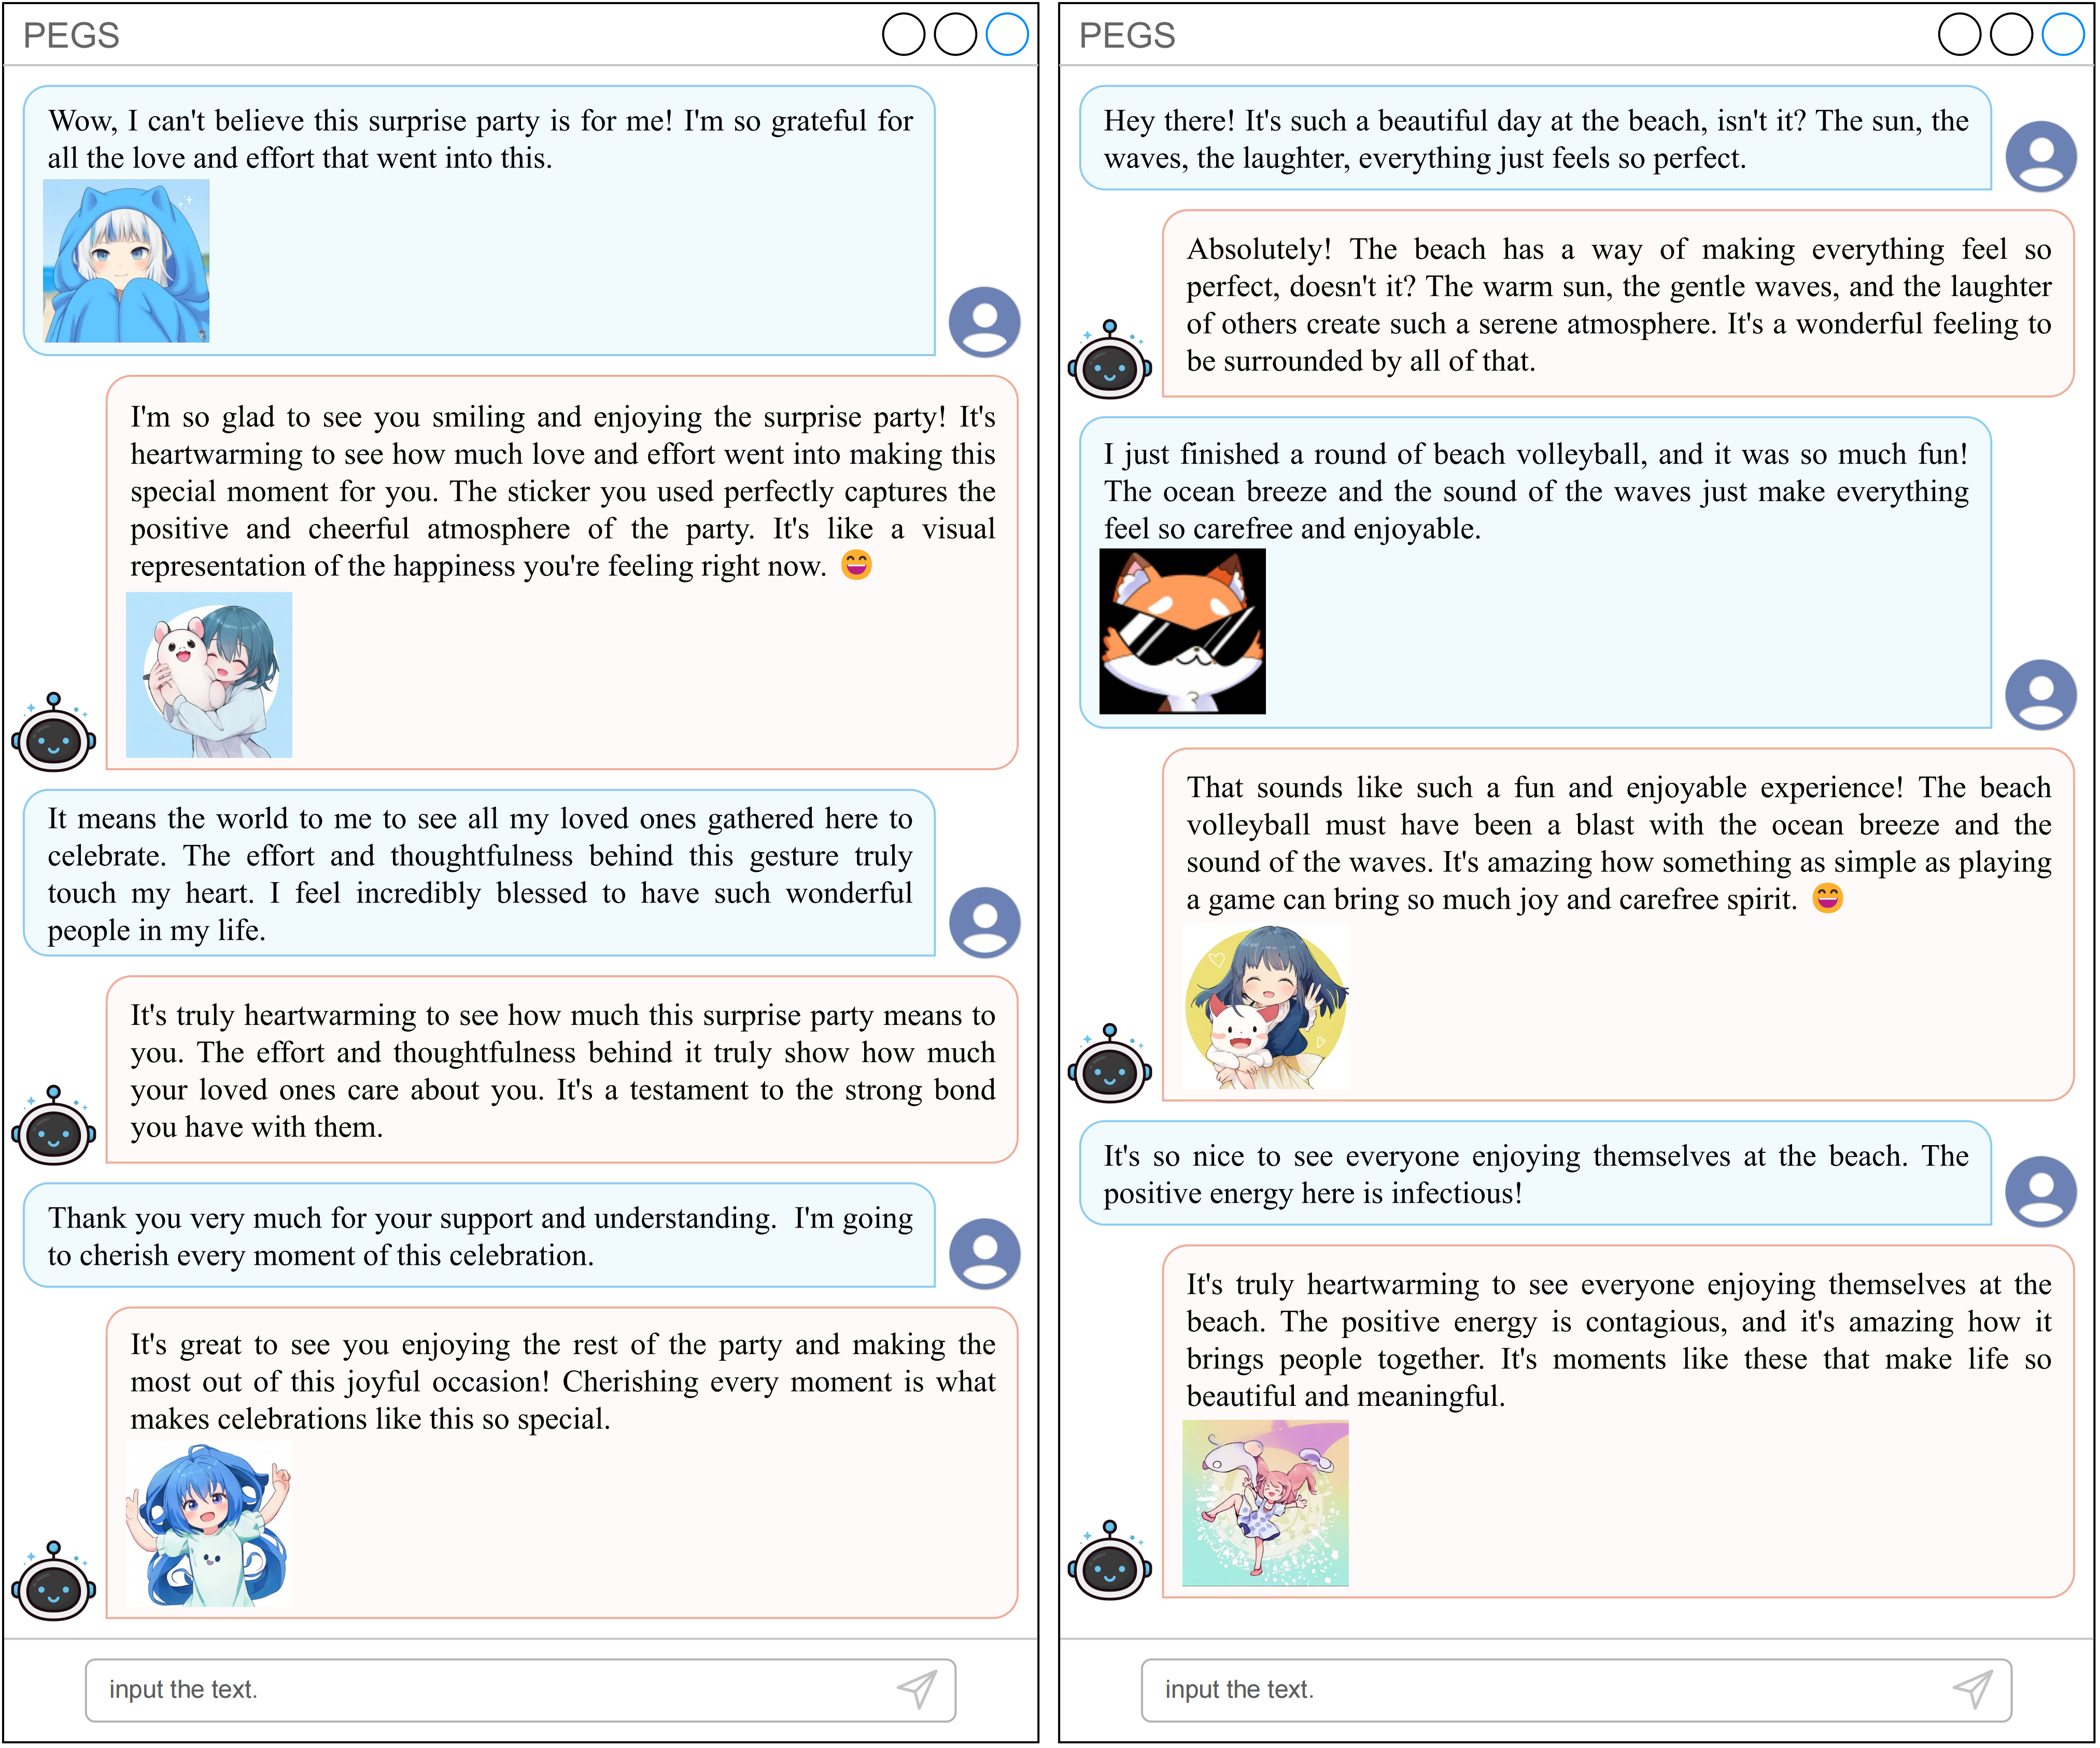 PEGS
Wow, I can't believe this surprise party is for me! I'm so grateful for
all the love and effort that went into this.
I'm so glad to see you smiling and enjoying the surprise party! It's
heartwarming to see how much love and effort went into making this
special moment for you. The sticker you used perfectly captures the
positive and cheerful atmosphere of the party. It's like a visual
representation of the happiness you're feeling right now. 😄
It means the world to me to see all my loved ones gathered here to
celebrate. The effort and thoughtfulness behind this gesture truly
touch my heart. I feel incredibly blessed to have such wonderful
people in my life.
It's truly heartwarming to see how much this surprise party means to
you. The effort and thoughtfulness behind it truly show how much
your loved ones care about you. It's a testament to the strong bond
you have with them.
Thank you very much for your support and understanding. I'm going
to cherish every moment of this celebration.
It's great to see you enjoying the rest of the party and making the
most out of this joyful occasion! Cherishing every moment is what
makes celebrations like this so special.
input the text.
PEGS
Hey there! It's such a beautiful day at the beach, isn't it? The sun, the
waves, the laughter, everything just feels so perfect.
Absolutely! The beach has a way of making everything feel so
perfect, doesn't it? The warm sun, the gentle waves, and the laughter
of others create such a serene atmosphere. It's a wonderful feeling to
be surrounded by all of that.
I just finished a round of beach volleyball, and it was so much fun!
The ocean breeze and the sound of the waves just make everything
feel so carefree and enjoyable.
That sounds like such a fun and enjoyable experience! The beach
volleyball must have been a blast with the ocean breeze and the
sound of the waves. It's amazing how something as simple as playing
a game can bring so much joy and carefree spirit. 😄
It's so nice to see everyone enjoying themselves at the beach. The
positive energy here is infectious!
It's truly heartwarming to see everyone enjoying themselves at the
beach. The positive energy is contagious, and it's amazing how it
brings people together. It's moments like these that make life so
beautiful and meaningful.
input the text.